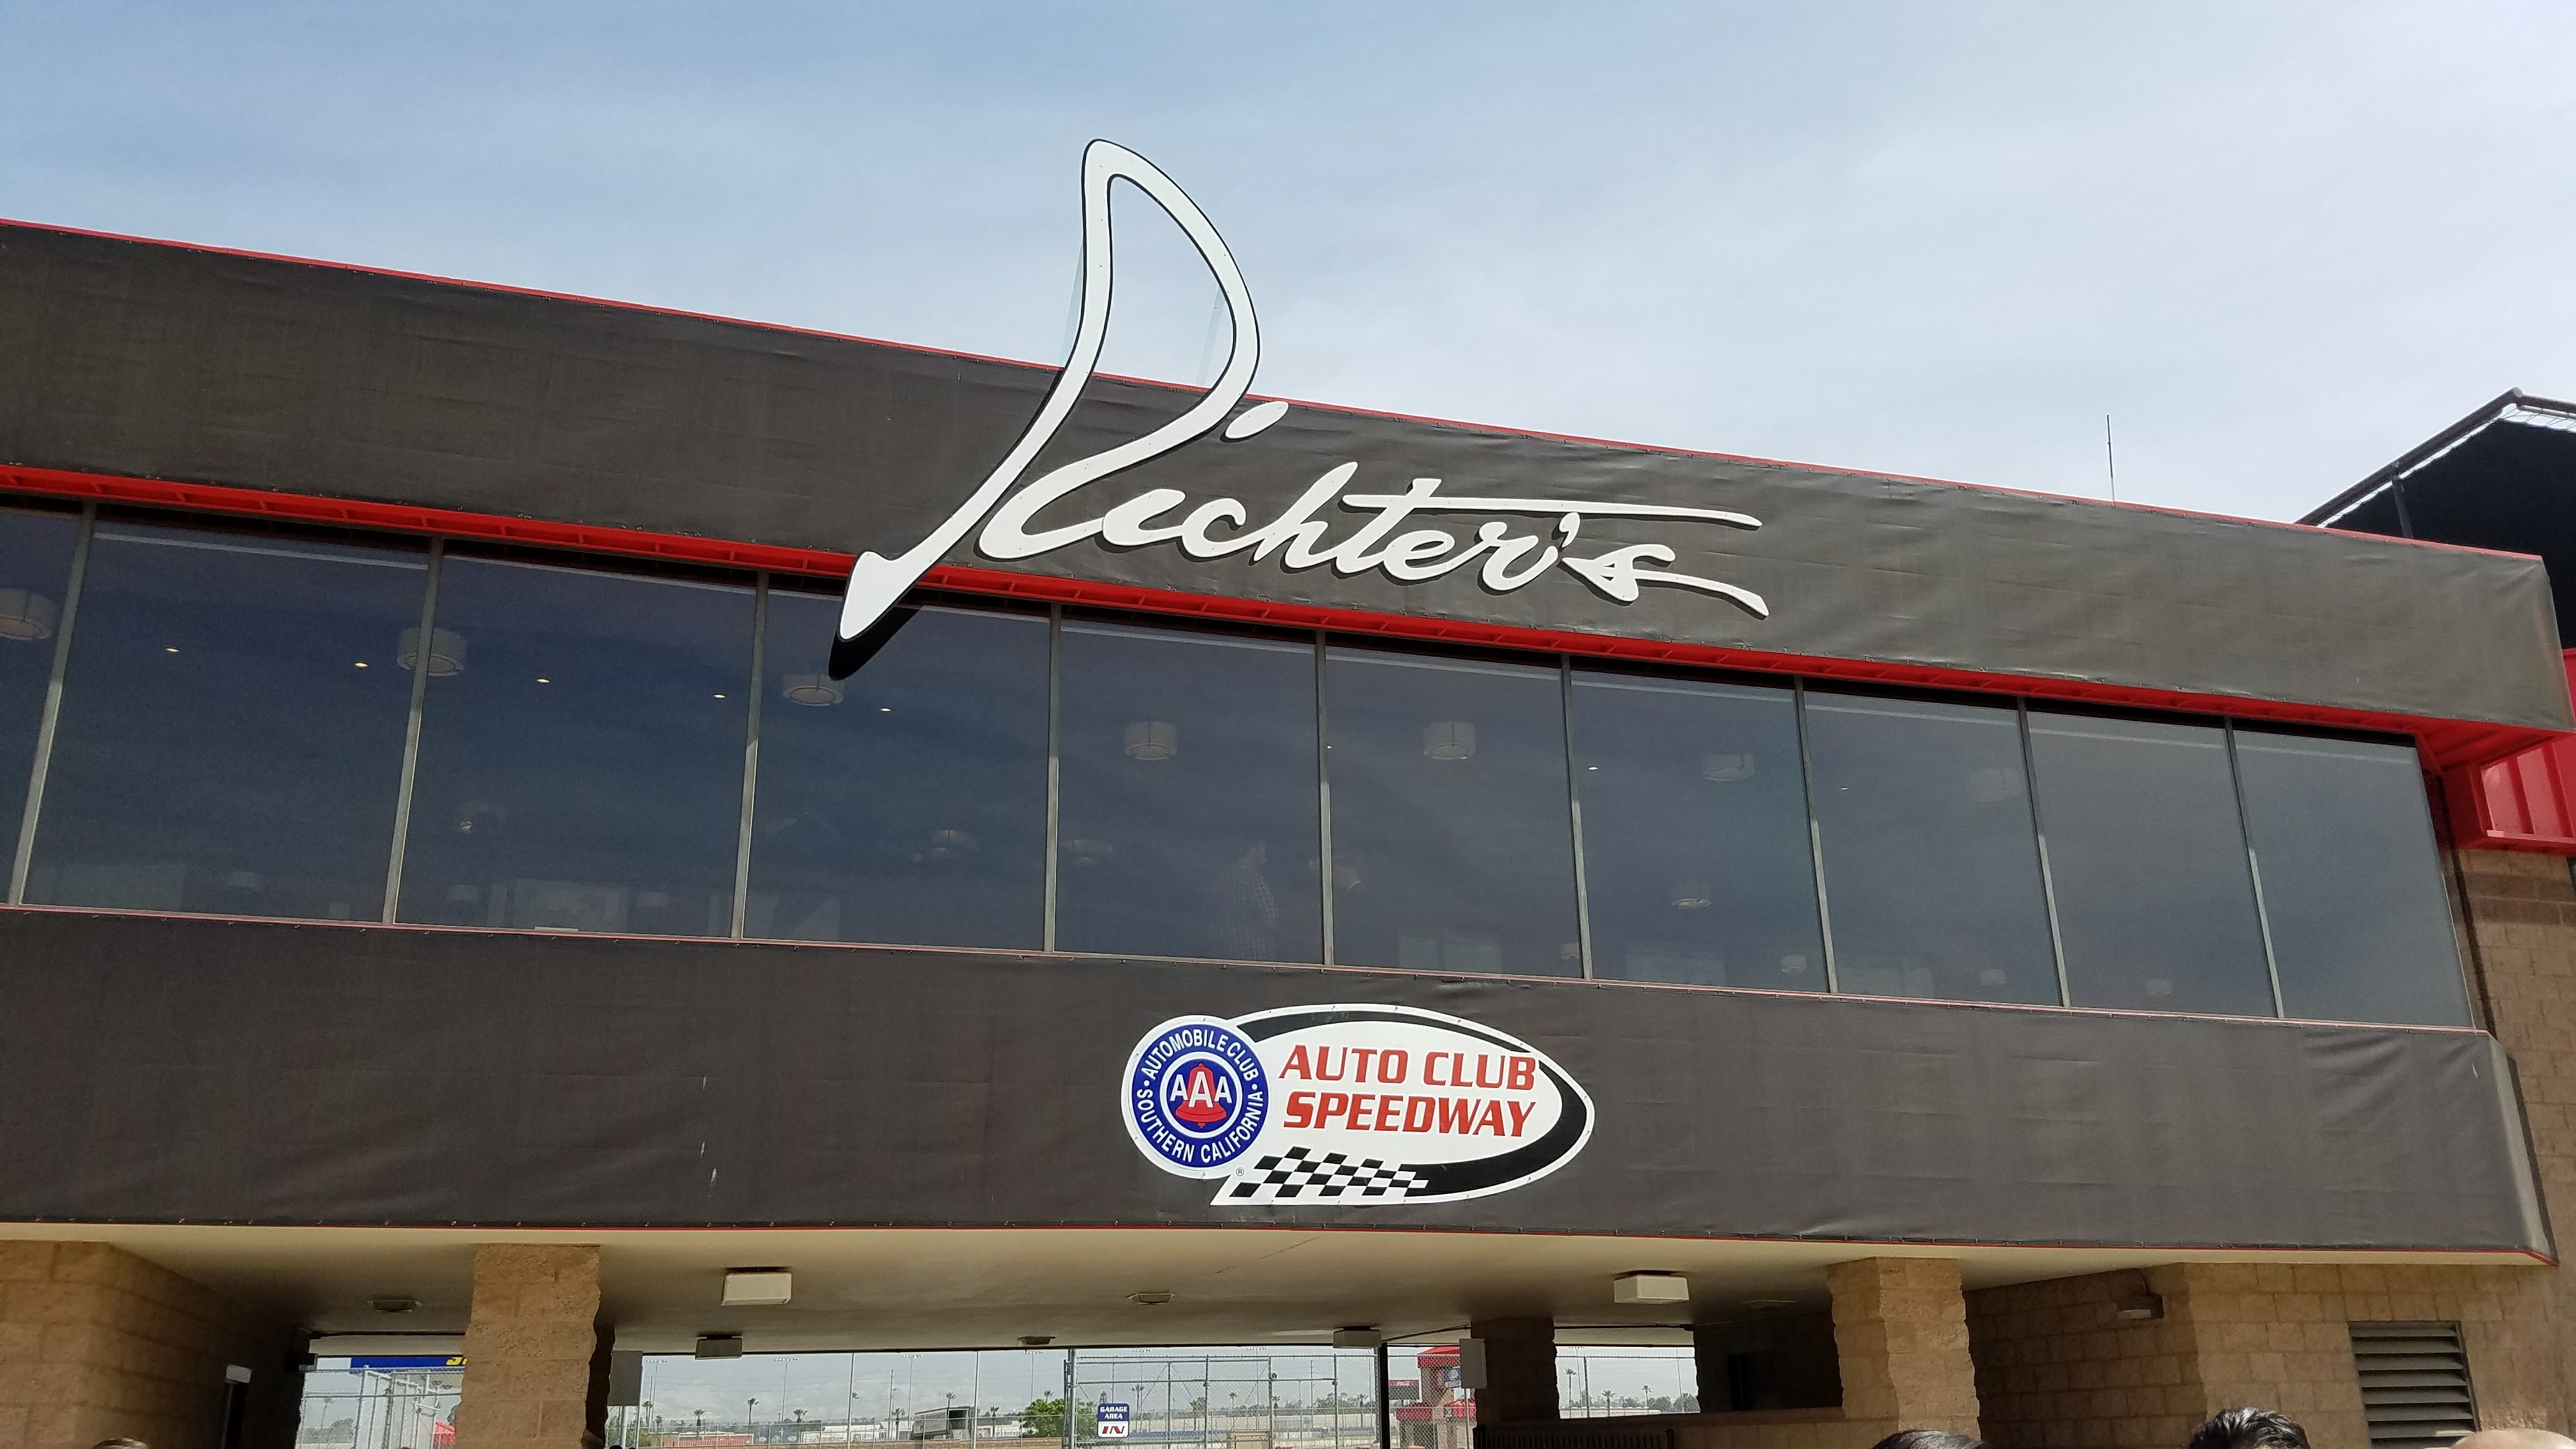 Richter's
AUTOMOBILE CLUB
AAA
SOUTHERN CALIFORNIA
AUTO CLUB
SPEEDWAY
®
GARAGE
AREA
IN